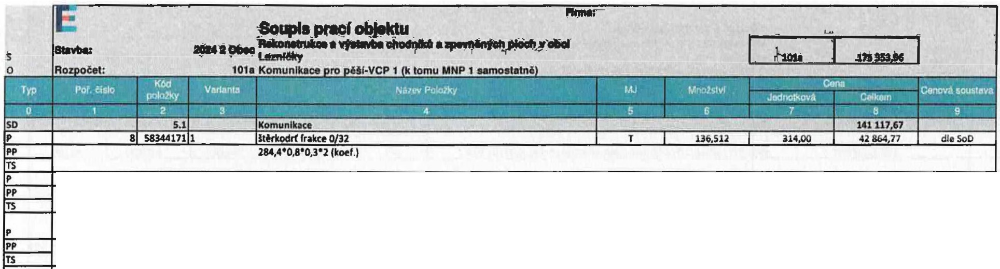 Firma:
Soupis prací objektu
Stavba: 2024 2 Obec Rekonstrukce a výstavba chodníků a zpevněných ploch v obci
S Lazníčky 101a 175 953,96
O Rozpočet: 101a Komunikace pro pěší-VCP 1 (k tomu MNP 1 samostatně)
Typ Poř. číslo Kód položky Varianta Název Položky MJ Množství Cena Cenová soustava
Jednotková Celkem
0 1 2 3 4 5 6 7 8 9
SD 5.1 Komunikace 141 117,67
P 8 58344171 1 štěrkodrť frakce 0/32 T 136,512 314,00 42 864,77 dle SoD
PP 284,4*0,8*0,3*2 (koef.)
TS
P
PP
TS
P
PP
TS